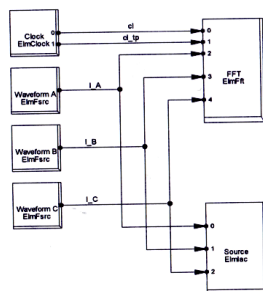 cl
0
Clock
ElmClock 1
cl_tp
0
1
2
FFT
ElmFft
3
4
I_A
Waveform A
ElmFsrc
I_B
Waveform B
ElmFsrc
I_C
Waveform C
ElmFsrc
0
Source
ElmIac
1
2